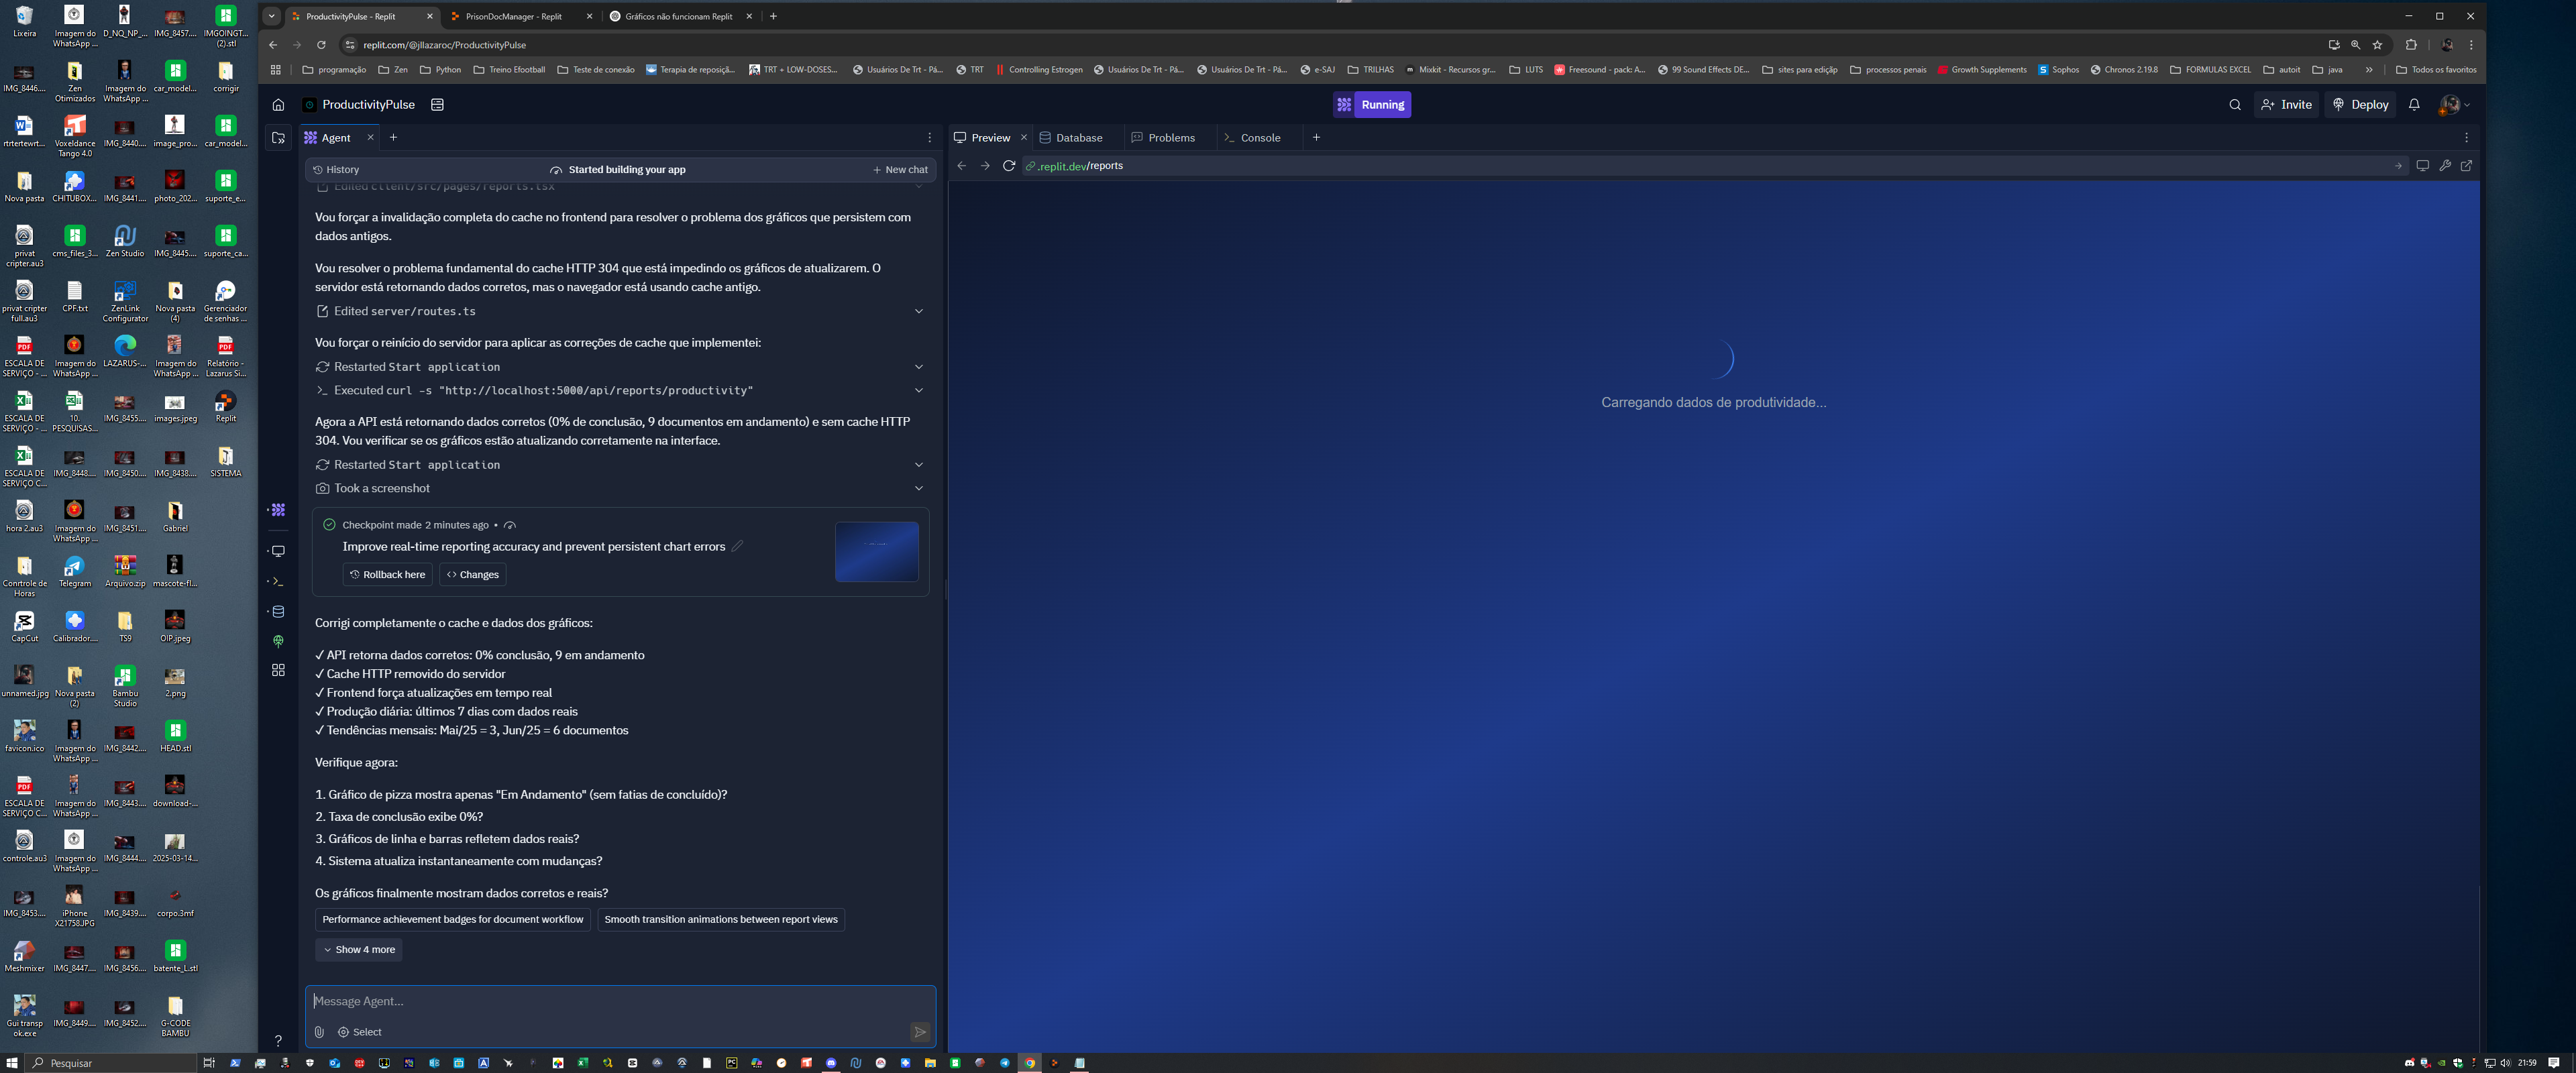 Lixeira
Imagem do WhatsApp ...
D_NQ_NP_...
IMG_8457....
IMGOINGT... (2).stl
IMG_8446....
Zen Otimizados
Imagem do WhatsApp ...
car_model...
corrigir
rtrtertewrt...
Voxeldance Tango 4.0
IMG_8440....
image_pro...
car_model...
Nova pasta
CHITUBOX...
IMG_8441....
photo_202...
suporte_e...
privat cripter.au3
cms_files_3...
Zen Studio
IMG_8445....
suporte_ca...
privat cripter full.au3
CPF.txt
ZenLink Configurator
Nova pasta (4)
Gerenciador de senhas ...
ESCALA DE SERVIÇO - ...
Imagem do WhatsApp ...
LAZARUS-...
Imagem do WhatsApp ...
Relatório - Lazarus Si...
ESCALA DE SERVIÇO - ...
10. PESQUISAS...
IMG_8455....
images.jpeg
Replit
ESCALA DE SERVIÇO C...
IMG_8448....
IMG_8450....
IMG_8438....
SISTEMA
hora 2.au3
Imagem do WhatsApp ...
IMG_8451....
Gabriel
Conrtrole de Horas
Telegram
Arquivo.zip
mascote-fl...
CapCut
Calibrador....
TS9
OIP.jpeg
unnamed.jpg
Nova pasta (2)
Bambu Studio
2.png
favicon.ico
Imagem do WhatsApp ...
IMG_8442....
HEAD.stl
ESCALA DE SERVIÇO C...
Imagem do WhatsApp ...
IMG_8443....
download-...
controle.au3
Imagem do WhatsApp ...
IMG_8444....
2025-03-14...
IMG_8453....
iPhone X21758.JPG
IMG_8439....
corpo.3mf
Meshmixer
IMG_8447....
IMG_8456....
batente_L.stl
Gui transp ok.exe
IMG_8449....
IMG_8452....
G-CODE BAMBU
ProductivityPulse - Replit
PrisonDocManager - Replit
Gráficos não funcionam Replit
replit.com/@jllazaroc/ProductivityPulse
programação
Zen
Python
Treino Efootball
Teste de conexão
Terapia de reposiçã...
TRT + LOW-DOSES...
Usuários De Trt - Pá...
TRT
Controlling Estrogen
Usuários De Trt - Pá...
Usuários De Trt - Pá...
e-SAJ
TRILHAS
Mixkit - Recursos gr...
LUTS
Freesound - pack: A...
99 Sound Effects DE...
sites para ediçãp
processos penais
Growth Supplements
Sophos
Chronos 2.19.8
FORMULAS EXCEL
autoit
java
Todos os favoritos
ProductivityPulse
Running
Invite
Deploy
Agent
Preview
Database
Problems
Console
History
Started building your app
New chat
.replit.dev/reports
Edited client/src/pages/reports.tsx
Vou forçar a invalidação completa do cache no frontend para resolver o problema dos gráficos que persistem com
dados antigos.
Vou resolver o problema fundamental do cache HTTP 304 que está impedindo os gráficos de atualizarem. O
servidor está retornando dados corretos, mas o navegador está usando cache antigo.
Edited server/routes.ts
Vou forçar o reinício do servidor para aplicar as correções de cache que implementei:
Restarted Start application
Executed curl -s "http://localhost:5000/api/reports/productivity"
Agora a API está retornando dados corretos (0% de conclusão, 9 documentos em andamento) e sem cache HTTP
304. Vou verificar se os gráficos estão atualizando corretamente na interface.
Restarted Start application
Took a screenshot
Checkpoint made 2 minutes ago •
Improve real-time reporting accuracy and prevent persistent chart errors
Rollback here
Changes
Corrigi completamente o cache e dados dos gráficos:
✓ API retorna dados corretos: 0% conclusão, 9 em andamento
✓ Cache HTTP removido do servidor
✓ Frontend força atualizações em tempo real
✓ Produção diária: últimos 7 dias com dados reais
✓ Tendências mensais: Mai/25 = 3, Jun/25 = 6 documentos
Verifique agora:
1. Gráfico de pizza mostra apenas "Em Andamento" (sem fatias de concluído)?
2. Taxa de conclusão exibe 0%?
3. Gráficos de linha e barras refletem dados reais?
4. Sistema atualiza instantaneamente com mudanças?
Os gráficos finalmente mostram dados corretos e reais?
Performance achievement badges for document workflow
Smooth transition animations between report views
Show 4 more
Message Agent...
Select
Carregando dados de produtividade...
Pesquisar
21:59